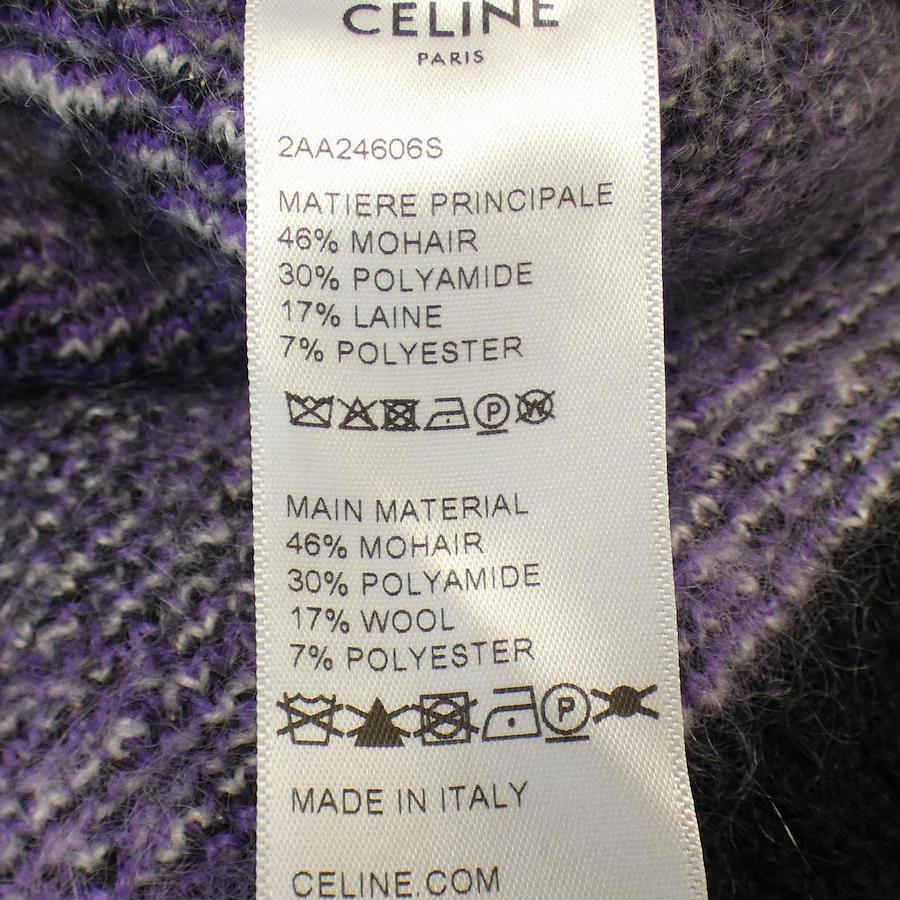 CELINE
PARIS
2AA24606S
MATIERE PRINCIPALE
46% MOHAIR
30% POLYAMIDE
17% LAINE
7% POLYESTER
P W
MAIN MATERIAL
46% MOHAIR
30% POLYAMIDE
17% WOOL
7% POLYESTER
P
MADE IN ITALY
CELINE.COM